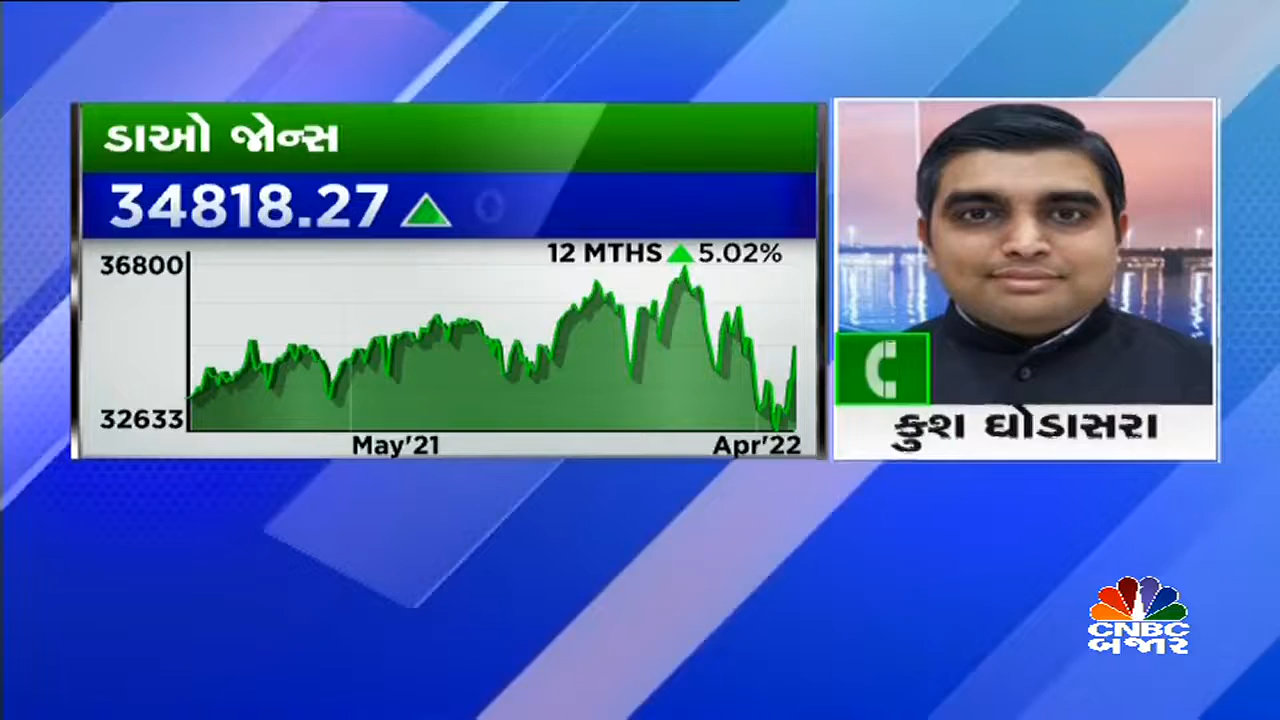 ડાઓ જોન્સ
34818.27
12 MTHS 5.02%
36800
32633
May'21 Apr'22
કુશ ઘોડાસરા
CNBC
બજાર